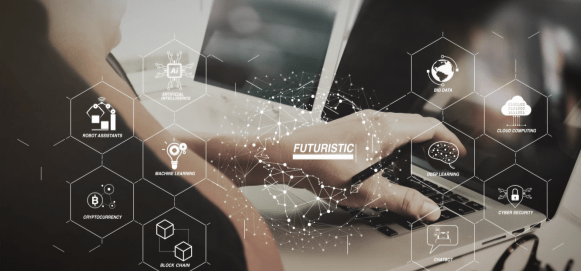 AI
ARTIFICIAL
INTELLIGENCE
BIG DATA
ROBOT ASSISTANTS
CLOUD COMPUTING
FUTURISTIC
MACHINE LEARNING
DEEP LEARNING
CRYPTOCURRENCY
CYBER SECURITY
BLOCK CHAIN
CHATBOT